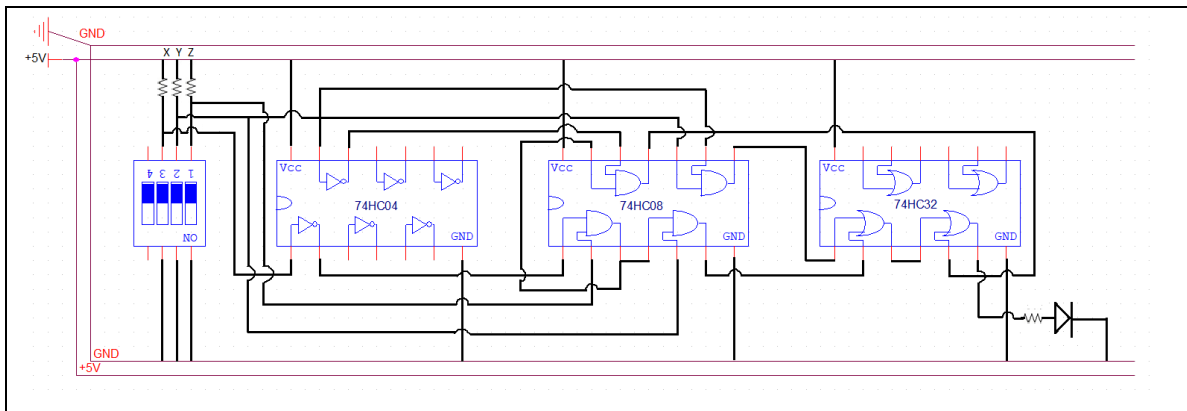 GND
+5V
X Y Z
Vcc
Vcc
Vcc
4 3 2 1
ON
74HC04
GND
74HC08
GND
74HC32
GND
GND
+5V